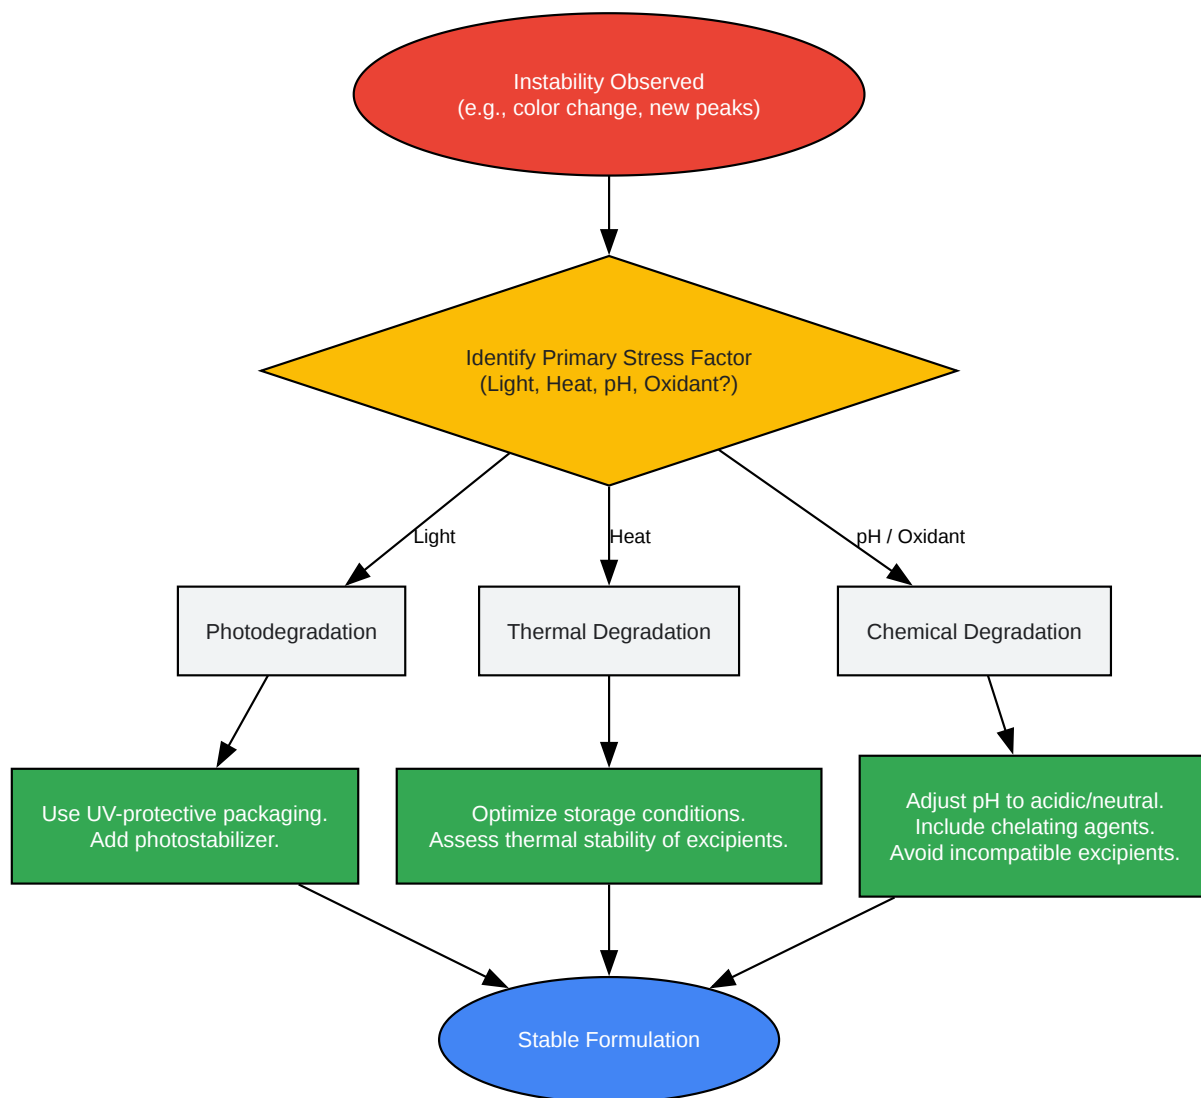 Instability Observed
(e.g., color change, new peaks)
Identify Primary Stress Factor
(Light, Heat, pH, Oxidant?)
Light
Heat
pH / Oxidant
Photodegradation
Thermal Degradation
Chemical Degradation
Use UV-protective packaging.
Add photostabilizer.
Optimize storage conditions.
Assess thermal stability of excipients.
Adjust pH to acidic/neutral.
Include chelating agents.
Avoid incompatible excipients.
Stable Formulation